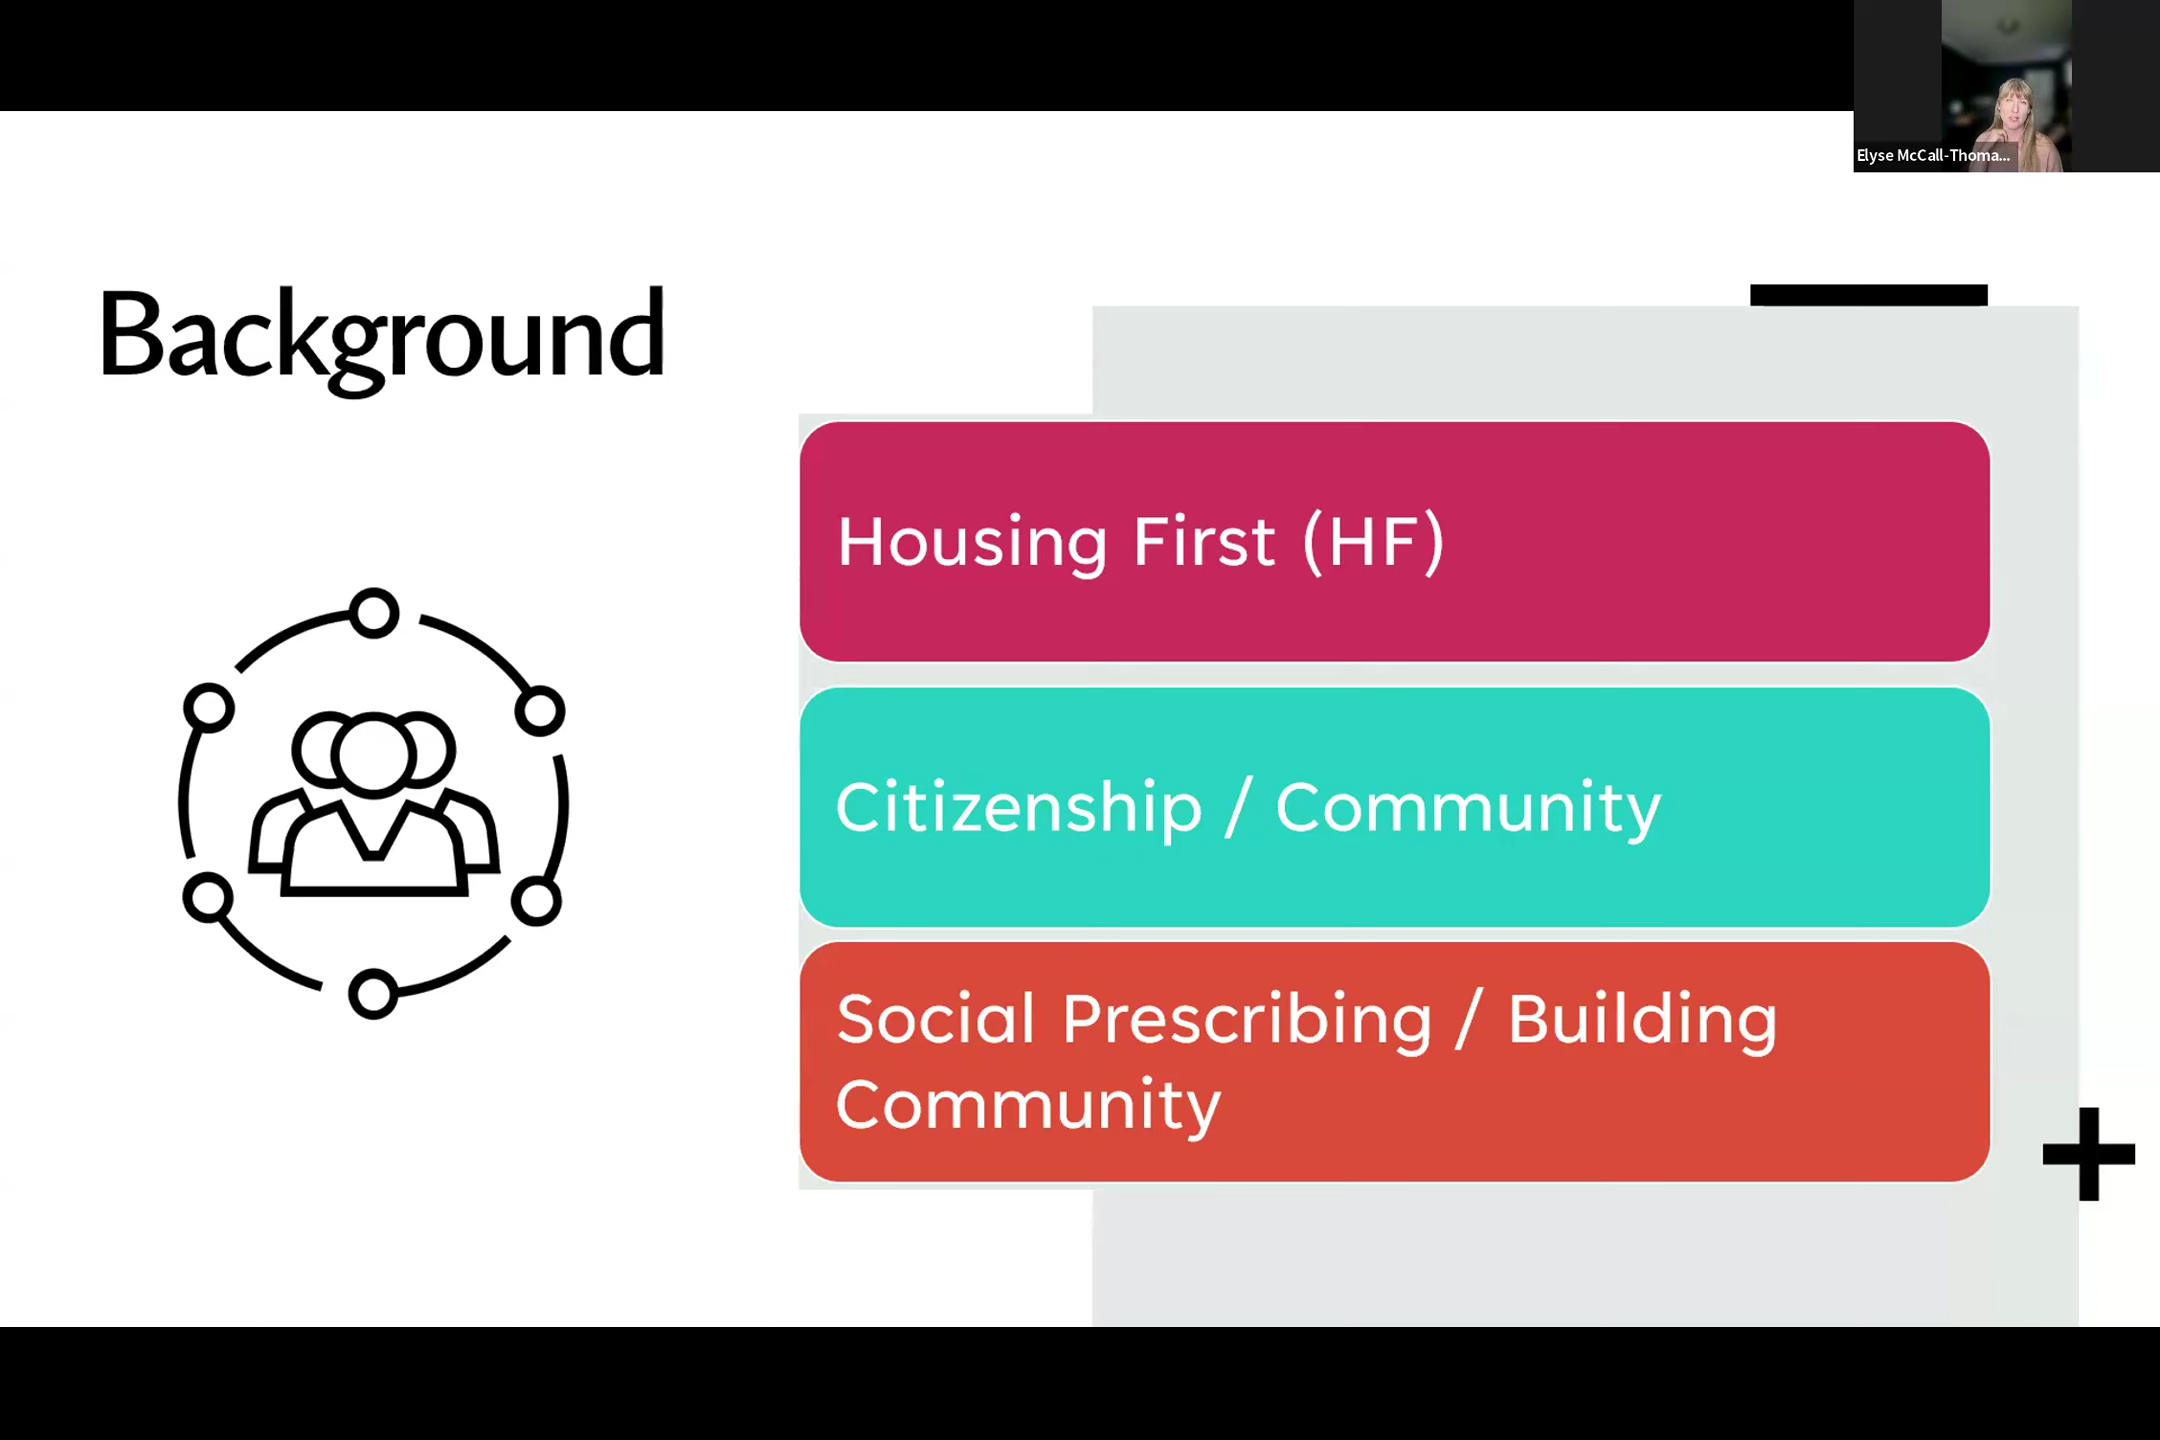 Elyse McCall-Thoma...
Background
Housing First (HF)
Citizenship / Community
Social Prescribing / Building
Community